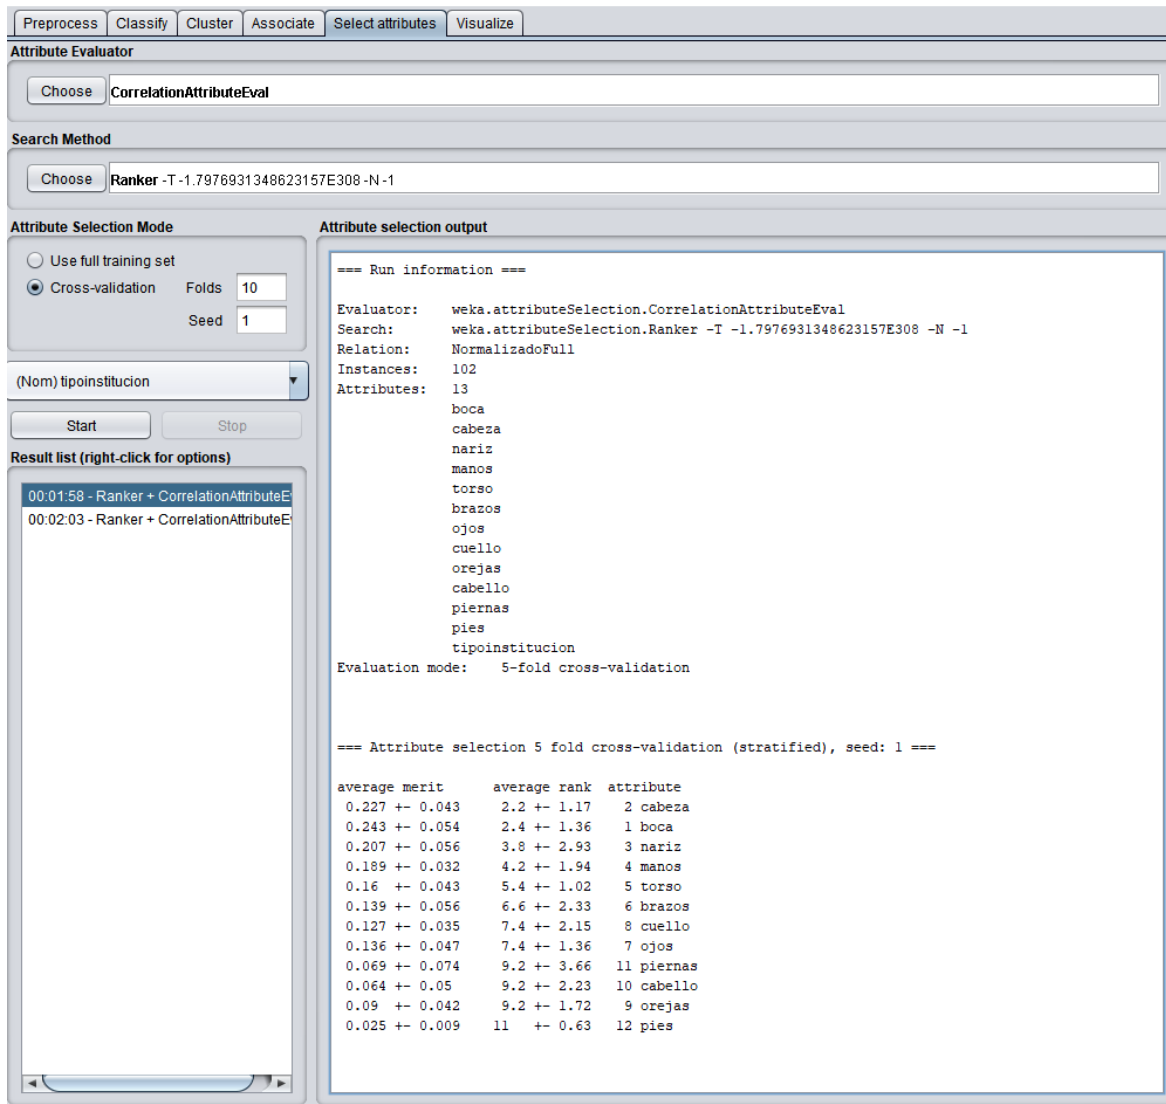 Preprocess Classify Cluster Associate Select attributes Visualize
Attribute Evaluator
Choose CorrelationAttributeEval
Search Method
Choose Ranker -T -1.7976931348623157E308 -N -1
Attribute Selection Mode
Use full training set
Cross-validation Folds 10
Seed 1
(Nom) tipoinstitucion
Start Stop
Result list (right-click for options)
00:01:58 - Ranker + CorrelationAttributeE
00:02:03 - Ranker + CorrelationAttributeE
Attribute selection output
=== Run information ===
Evaluator: weka.attributeSelection.CorrelationAttributeEval
Search: weka.attributeSelection.Ranker -T -1.7976931348623157E308 -N -1
Relation: NormalizadoFull
Instances: 102
Attributes: 13
boca
cabeza
nariz
manos
torso
brazos
ojos
cuello
orejas
cabello
piernas
pies
tipoinstitucion
Evaluation mode: 5-fold cross-validation
=== Attribute selection 5 fold cross-validation (stratified), seed: 1 ===
average merit average rank attribute
0.227 +- 0.043 2.2 +- 1.17 2 cabeza
0.243 +- 0.054 2.4 +- 1.36 1 boca
0.207 +- 0.056 3.8 +- 2.93 3 nariz
0.189 +- 0.032 4.2 +- 1.94 4 manos
0.16 +- 0.043 5.4 +- 1.02 5 torso
0.139 +- 0.056 6.6 +- 2.33 6 brazos
0.127 +- 0.035 7.4 +- 2.15 8 cuello
0.136 +- 0.047 7.4 +- 1.36 7 ojos
0.069 +- 0.074 9.2 +- 3.66 11 piernas
0.064 +- 0.05 9.2 +- 2.23 10 cabello
0.09 +- 0.042 9.2 +- 1.72 9 orejas
0.025 +- 0.009 11 +- 0.63 12 pies